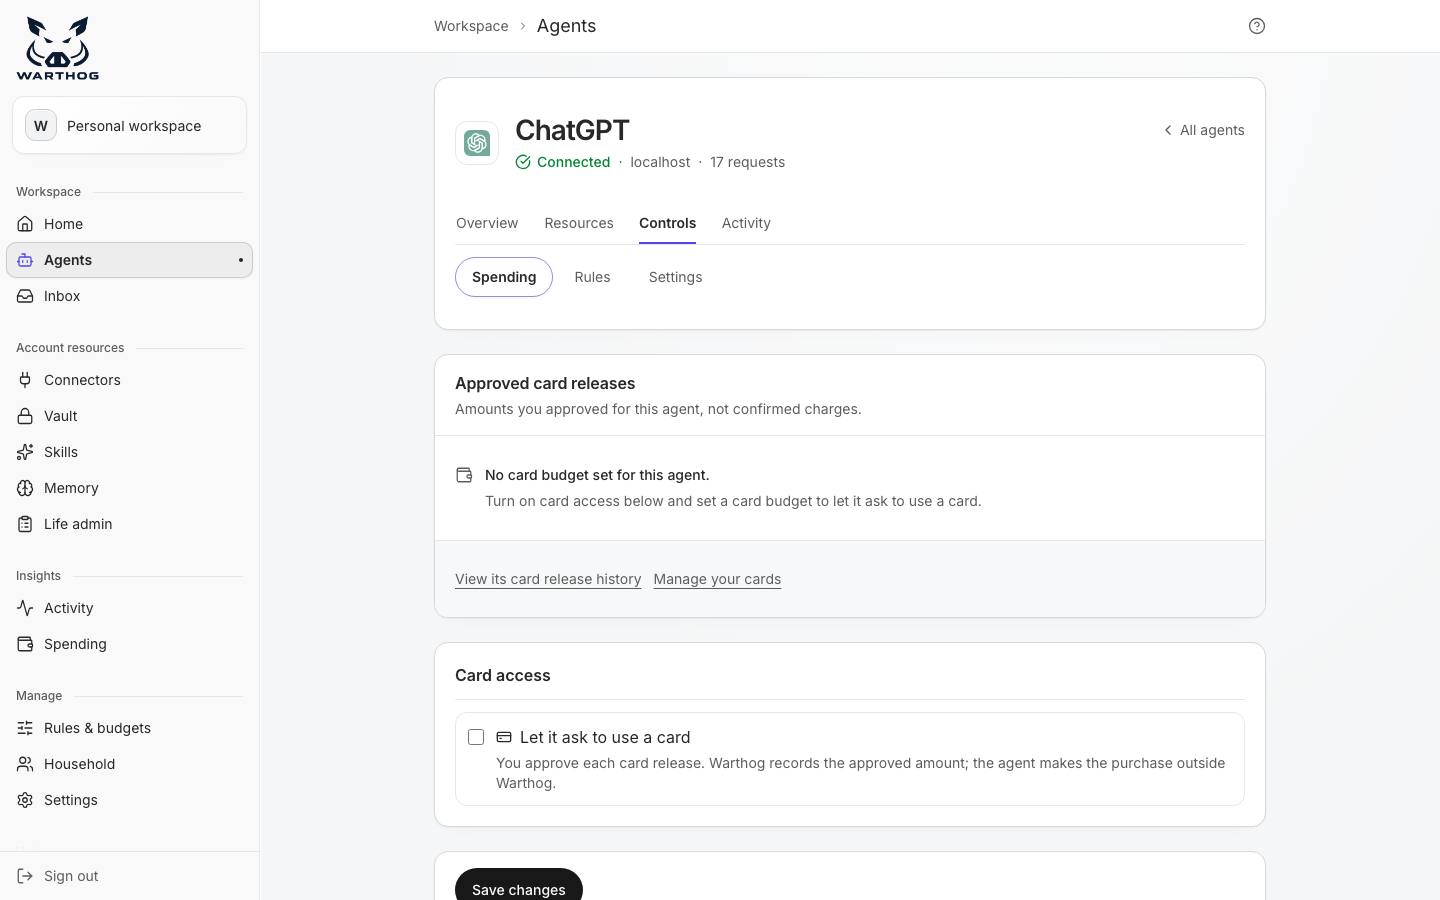 WARTHOG
W Personal workspace
Workspace
Home
Agents
Inbox
Account resources
Connectors
Vault
Skills
Memory
Life admin
Insights
Activity
Spending
Manage
Rules & budgets
Household
Settings
Sign out
Workspace > Agents
ChatGPT
All agents
Connected · localhost · 17 requests
Overview Resources Controls Activity
Spending Rules Settings
Approved card releases
Amounts you approved for this agent, not confirmed charges.
No card budget set for this agent.
Turn on card access below and set a card budget to let it ask to use a card.
View its card release history Manage your cards
Card access
Let it ask to use a card
You approve each card release. Warthog records the approved amount; the agent makes the purchase outside
Warthog.
Save changes